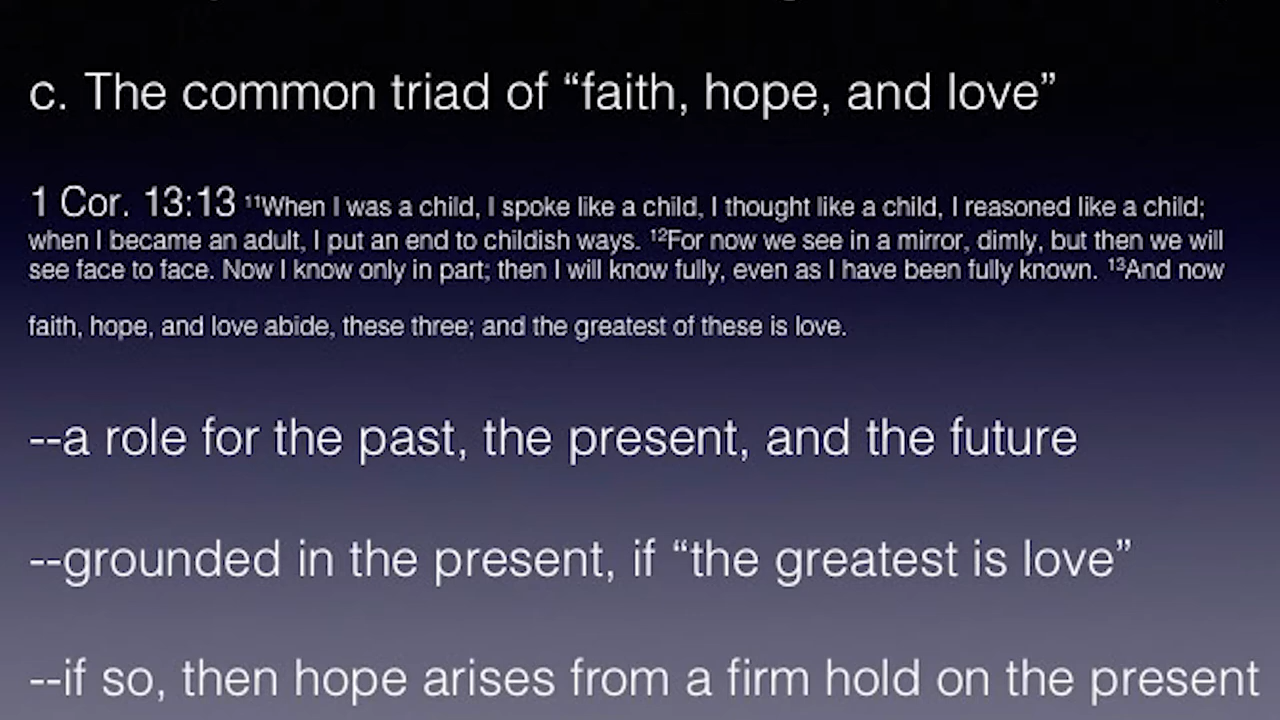 c. The common triad of “faith, hope, and love”
1 Cor. 13:13 ¹¹When I was a child, I spoke like a child, I thought like a child, I reasoned like a child;
when I became an adult, I put an end to childish ways. ¹²For now we see in a mirror, dimly, but then we will
see face to face. Now I know only in part; then I will know fully, even as I have been fully known. ¹³And now
faith, hope, and love abide, these three; and the greatest of these is love.
--a role for the past, the present, and the future
--grounded in the present, if “the greatest is love”
--if so, then hope arises from a firm hold on the present